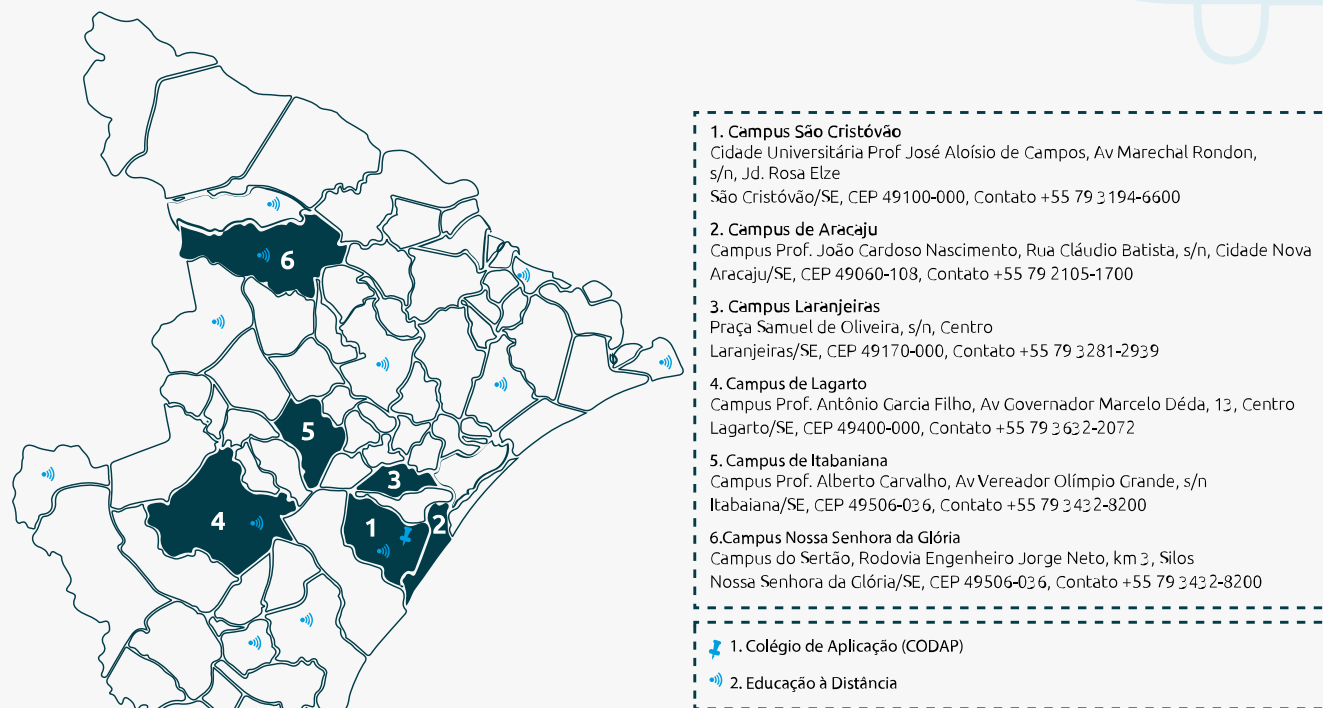 6
5
3
4
1
2
1. Campus São Cristóvão
Cidade Universitária Prof José Aloísio de Campos, Av Marechal Rondon,
s/n, Jd. Rosa Elze
São Cristóvão/SE, CEP 49100-000, Contato +55 79 3194-6600
2. Campus de Aracaju
Campus Prof. João Cardoso Nascimento, Rua Cláudio Batista, s/n, Cidade Nova
Aracaju/SE, CEP 49060-108, Contato +55 79 2105-1700
3. Campus Laranjeiras
Praça Samuel de Oliveira, s/n, Centro
Laranjeiras/SE, CEP 49170-000, Contato +55 79 3281-2939
4. Campus de Lagarto
Campus Prof. Antônio Garcia Filho, Av Governador Marcelo Déda, 13, Centro
Lagarto/SE, CEP 49400-000, Contato +55 79 3632-2072
5. Campus de Itabaniana
Campus Prof. Alberto Carvalho, Av Vereador Olímpio Grande, s/n
Itabaiana/SE, CEP 49506-036, Contato +55 79 3432-8200
6.Campus Nossa Senhora da Glória
Campus do Sertão, Rodovia Engenheiro Jorge Neto, km 3, Silos
Nossa Senhora da Glória/SE, CEP 49506-036, Contato +55 79 3432-8200
1. Colégio de Aplicação (CODAP)
2. Educação à Distância